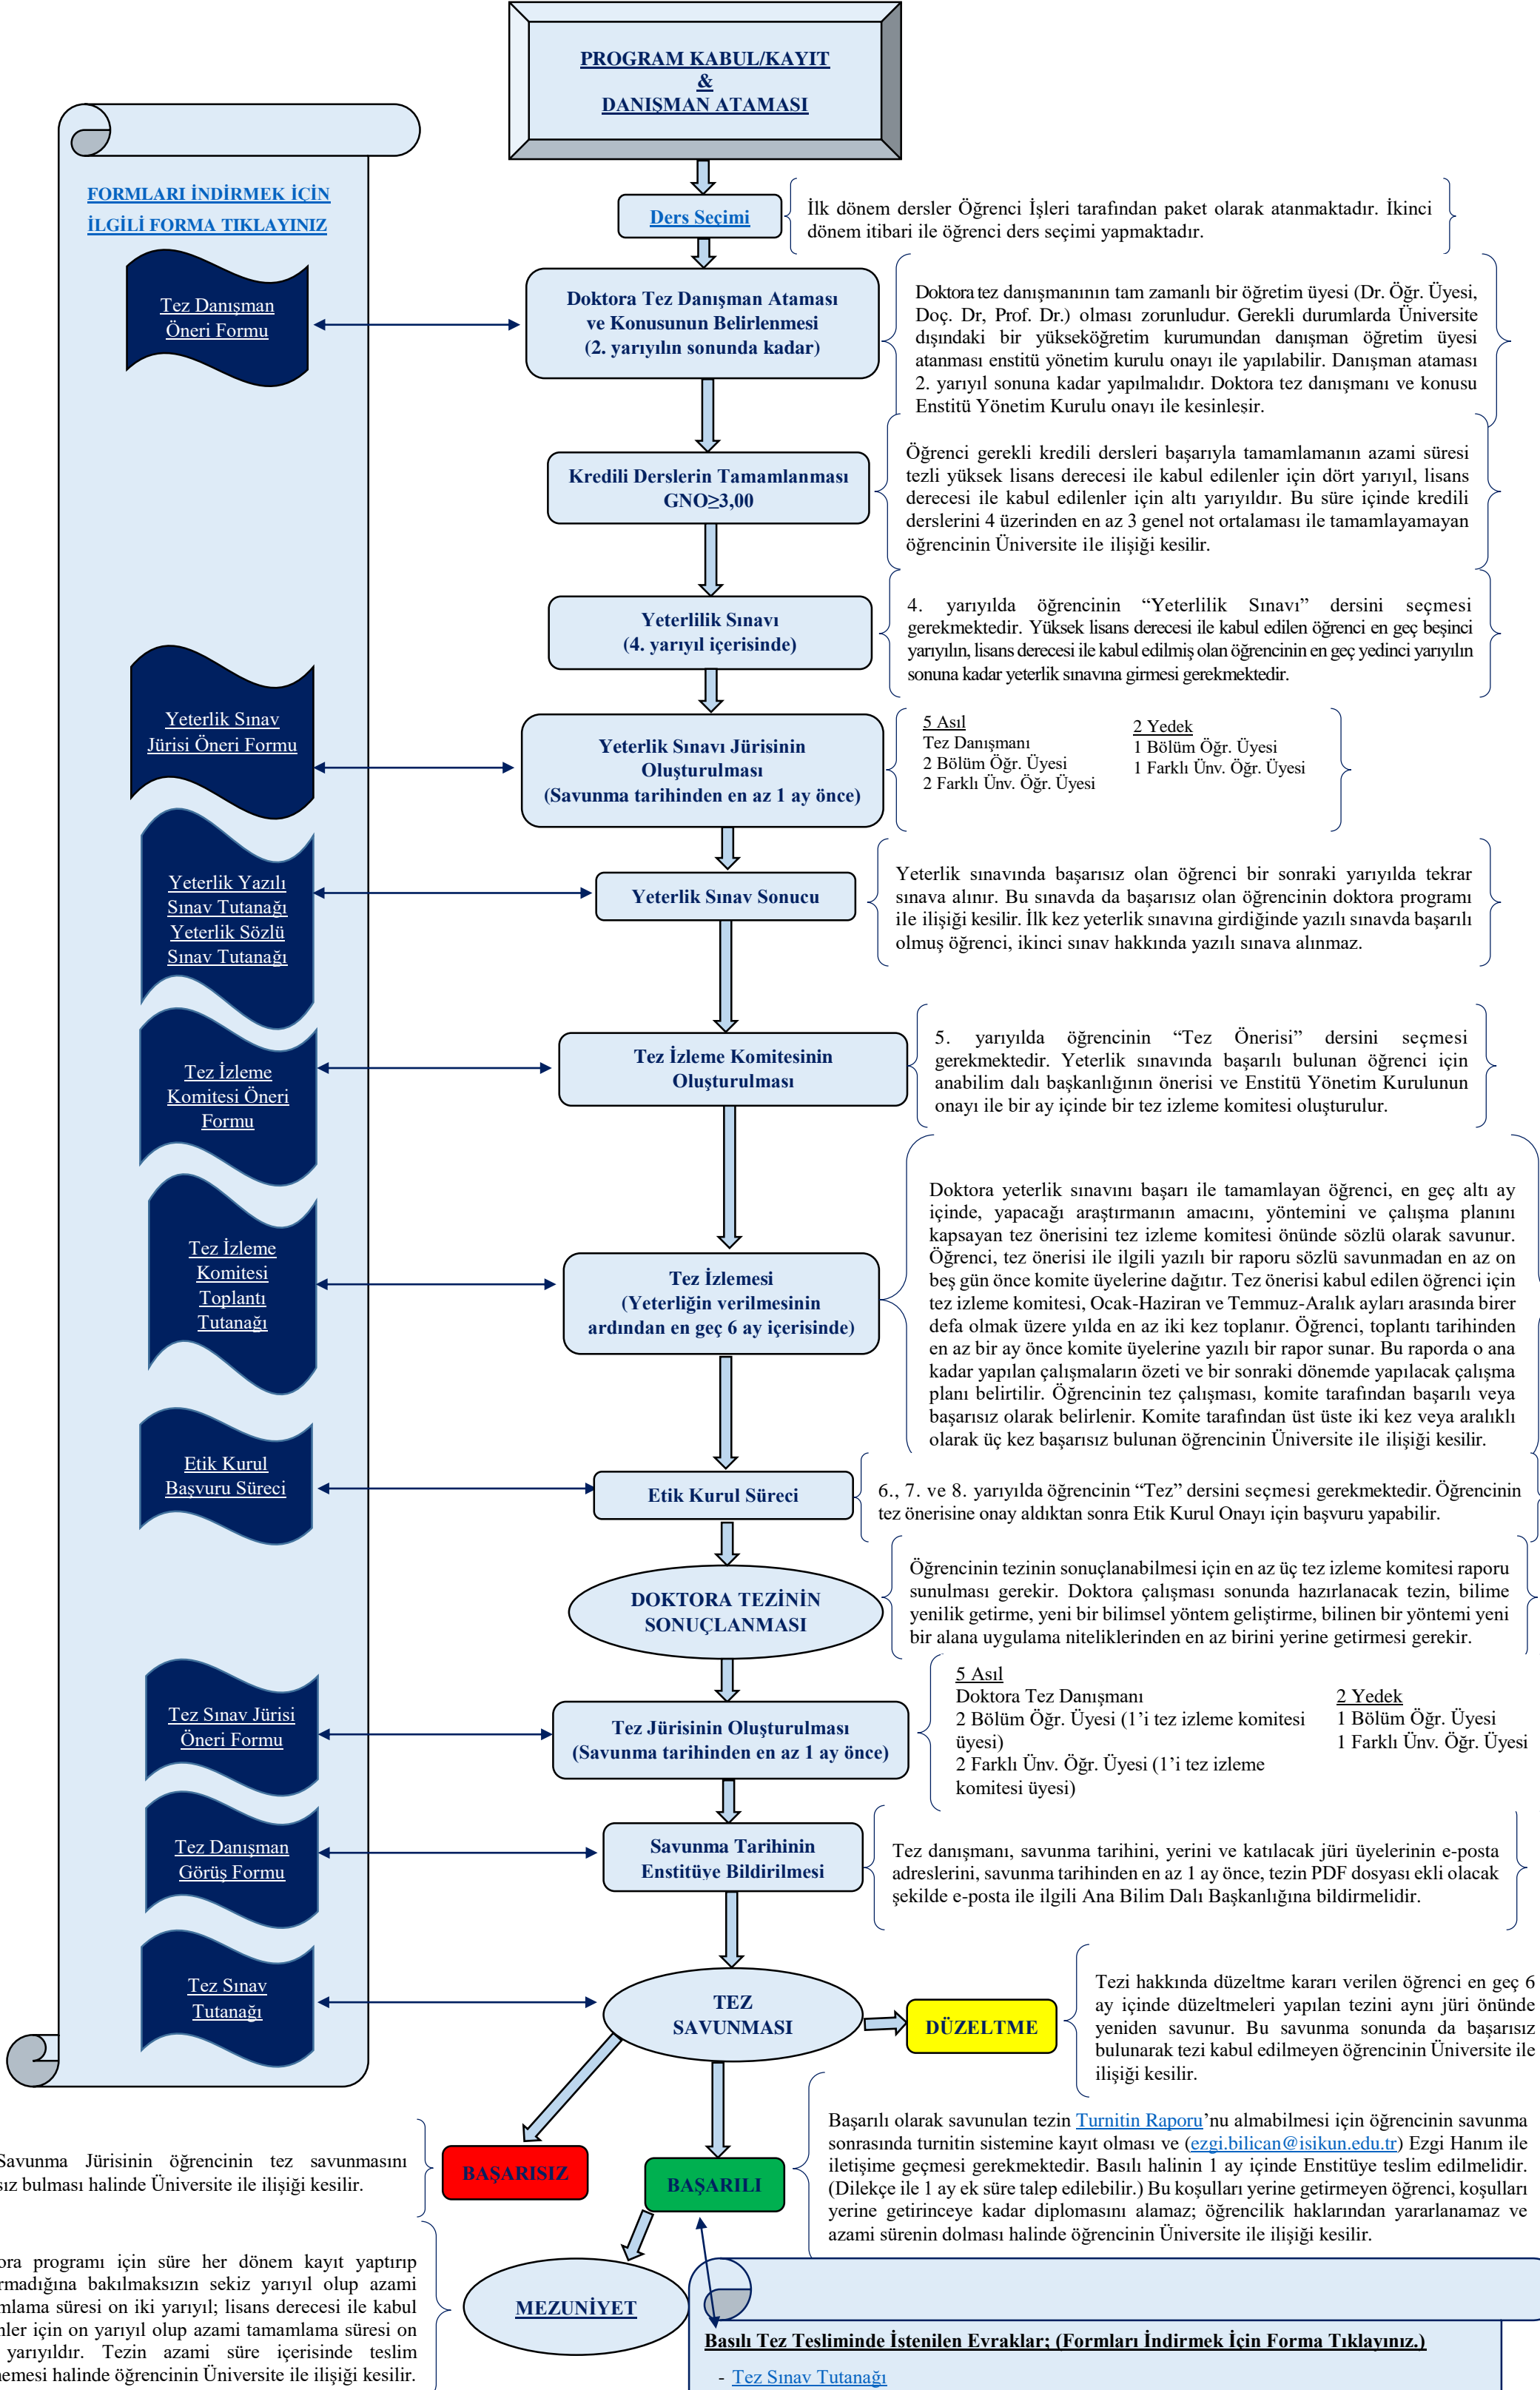 PROGRAM KABUL/KAYIT
&
DANIŞMAN ATAMASI
FORMLARI İNDİRMEK İÇİN
İLGİLİ FORMA TIKLAYINIZ
Ders Seçimi
İlk dönem dersler Öğrenci İşleri tarafından paket olarak atanmaktadır. İkinci
dönem itibari ile öğrenci ders seçimi yapmaktadır.
Tez Danışman
Öneri Formu
Doktora Tez Danışman Ataması
ve Konusunun Belirlenmesi
(2. yarıyılın sonunda kadar)
Doktora tez danışmanının tam zamanlı bir öğretim üyesi (Dr. Öğr. Üyesi,
Doç. Dr, Prof. Dr.) olması zorunludur. Gerekli durumlarda Üniversite
dışındaki bir yükseköğretim kurumundan danışman öğretim üyesi
atanması enstitü yönetim kurulu onayı ile yapılabilir. Danışman ataması
2. yarıyıl sonuna kadar yapılmalıdır. Doktora tez danışmanı ve konusu
Enstitü Yönetim Kurulu onayı ile kesinleşir.
Kredili Derslerin Tamamlanması
GNO≥3,00
Öğrenci gerekli kredili dersleri başarıyla tamamlamanın azami süresi
tezli yüksek lisans derecesi ile kabul edilenler için dört yarıyıl, lisans
derecesi ile kabul edilenler için altı yarıyıldır. Bu süre içinde kredili
derslerini 4 üzerinden en az 3 genel not ortalaması ile tamamlayamayan
öğrencinin Üniversite ile ilişiği kesilir.
Yeterlilik Sınavı
(4. yarıyıl içerisinde)
4. yarıyılda öğrencinin “Yeterlilik Sınavı” dersini seçmesi
gerekmektedir. Yüksek lisans derecesi ile kabul edilen öğrenci en geç beşinci
yarıyılın, lisans derecesi ile kabul edilmiş olan öğrencinin en geç yedinci yarıyılın
sonuna kadar yeterlik sınavına girmesi gerekmektedir.
Yeterlik Sınav
Jürisi Öneri Formu
Yeterlik Sınavı Jürisinin
Oluşturulması
(Savunma tarihinden en az 1 ay önce)
5 Asıl
Tez Danışmanı
2 Bölüm Öğr. Üyesi
2 Farklı Ünv. Öğr. Üyesi
2 Yedek
1 Bölüm Öğr. Üyesi
1 Farklı Ünv. Öğr. Üyesi
Yeterlik Yazılı
Sınav Tutanağı
Yeterlik Sözlü
Sınav Tutanağı
Yeterlik Sınav Sonucu
Yeterlik sınavında başarısız olan öğrenci bir sonraki yarıyılda tekrar
sınava alınır. Bu sınavda da başarısız olan öğrencinin doktora programı
ile ilişiği kesilir. İlk kez yeterlik sınavına girdiğinde yazılı sınavda başarılı
olmuş öğrenci, ikinci sınav hakkında yazılı sınava alınmaz.
Tez İzleme
Komitesi Öneri
Formu
Tez İzleme Komitesinin
Oluşturulması
5. yarıyılda öğrencinin “Tez Önerisi” dersini seçmesi
gerekmektedir. Yeterlik sınavında başarılı bulunan öğrenci için
anabilim dalı başkanlığının önerisi ve Enstitü Yönetim Kurulunun
onayı ile bir ay içinde bir tez izleme komitesi oluşturulur.
Tez İzleme
Komitesi
Toplantı
Tutanağı
Tez İzlemesi
(Yeterliğin verilmesinin
ardından en geç 6 ay içerisinde)
Doktora yeterlik sınavını başarı ile tamamlayan öğrenci, en geç altı ay
içinde, yapacağı araştırmanın amacını, yöntemini ve çalışma planını
kapsayan tez önerisini tez izleme komitesi önünde sözlü olarak savunur.
Öğrenci, tez önerisi ile ilgili yazılı bir raporu sözlü savunmadan en az on
beş gün önce komite üyelerine dağıtır. Tez önerisi kabul edilen öğrenci için
tez izleme komitesi, Ocak-Haziran ve Temmuz-Aralık ayları arasında birer
defa olmak üzere yılda en az iki kez toplanır. Öğrenci, toplantı tarihinden
en az bir ay önce komite üyelerine yazılı bir rapor sunar. Bu raporda o ana
kadar yapılan çalışmaların özeti ve bir sonraki dönemde yapılacak çalışma
planı belirtilir. Öğrencinin tez çalışması, komite tarafından başarılı veya
başarısız olarak belirlenir. Komite tarafından üst üste iki kez veya aralıklı
olarak üç kez başarısız bulunan öğrencinin Üniversite ile ilişiği kesilir.
Etik Kurul
Başvuru Süreci
Etik Kurul Süreci
6., 7. ve 8. yarıyılda öğrencinin “Tez” dersini seçmesi gerekmektedir. Öğrencinin
tez önerisine onay aldıktan sonra Etik Kurul Onayı için başvuru yapabilir.
DOKTORA TEZİNİN
SONUÇLANMASI
Öğrencinin tezinin sonuçlanabilmesi için en az üç tez izleme komitesi raporu
sunulması gerekir. Doktora çalışması sonunda hazırlanacak tezin, bilime
yenilik getirme, yeni bir bilimsel yöntem geliştirme, bilinen bir yöntemi yeni
bir alana uygulama niteliklerinden en az birini yerine getirmesi gerekir.
Tez Sınav Jürisi
Öneri Formu
Tez Jürisinin Oluşturulması
(Savunma tarihinden en az 1 ay önce)
5 Asıl
Doktora Tez Danışmanı
2 Bölüm Öğr. Üyesi (1’i tez izleme komitesi
üyesi)
2 Farklı Ünv. Öğr. Üyesi (1’i tez izleme
komitesi üyesi)
2 Yedek
1 Bölüm Öğr. Üyesi
1 Farklı Ünv. Öğr. Üyesi
Tez Danışman
Görüş Formu
Savunma Tarihinin
Enstitüye Bildirilmesi
Tez danışmanı, savunma tarihini, yerini ve katılacak jüri üyelerinin e-posta
adreslerini, savunma tarihinden en az 1 ay önce, tezin PDF dosyası ekli olacak
şekilde e-posta ile ilgili Ana Bilim Dalı Başkanlığına bildirmelidir.
Tez Sınav
Tutanağı
TEZ
SAVUNMASI
DÜZELTME
Tezi hakkında düzeltme kararı verilen öğrenci en geç 6
ay içinde düzeltmeleri yapılan tezini aynı jüri önünde
yeniden savunur. Bu savunma sonunda da başarısız
bulunarak tezi kabul edilmeyen öğrencinin Üniversite ile
ilişiği kesilir.
Savunma Jürisinin öğrencinin tez savunmasını
sız bulması halinde Üniversite ile ilişiği kesilir.
BAŞARISIZ
BAŞARILI
Başarılı olarak savunulan tezin Turnitin Raporu’nu almabilmesi için öğrencinin savunma
sonrasında turnitin sistemine kayıt olması ve (ezgi.bilican@isikun.edu.tr) Ezgi Hanım ile
iletişime geçmesi gerekmektedir. Basılı halinin 1 ay içinde Enstitüye teslim edilmelidir.
(Dilekçe ile 1 ay ek süre talep edilebilir.) Bu koşulları yerine getirmeyen öğrenci, koşulları
yerine getirinceye kadar diplomasını alamaz; öğrencilik haklarından yararlanamaz ve
azami sürenin dolması halinde öğrencinin Üniversite ile ilişiği kesilir.
ora programı için süre her dönem kayıt yaptırıp
rmadığına bakılmaksızın sekiz yarıyıl olup azami
mlama süresi on iki yarıyıl; lisans derecesi ile kabul
nler için on yarıyıl olup azami tamamlama süresi on
yarıyıldır. Tezin azami süre içerisinde teslim
memesi halinde öğrencinin Üniversite ile ilişiği kesilir.
MEZUNİYET
Basılı Tez Tesliminde İstenilen Evraklar; (Formları İndirmek İçin Forma Tıklayınız.)
- Tez Sınav Tutanağı